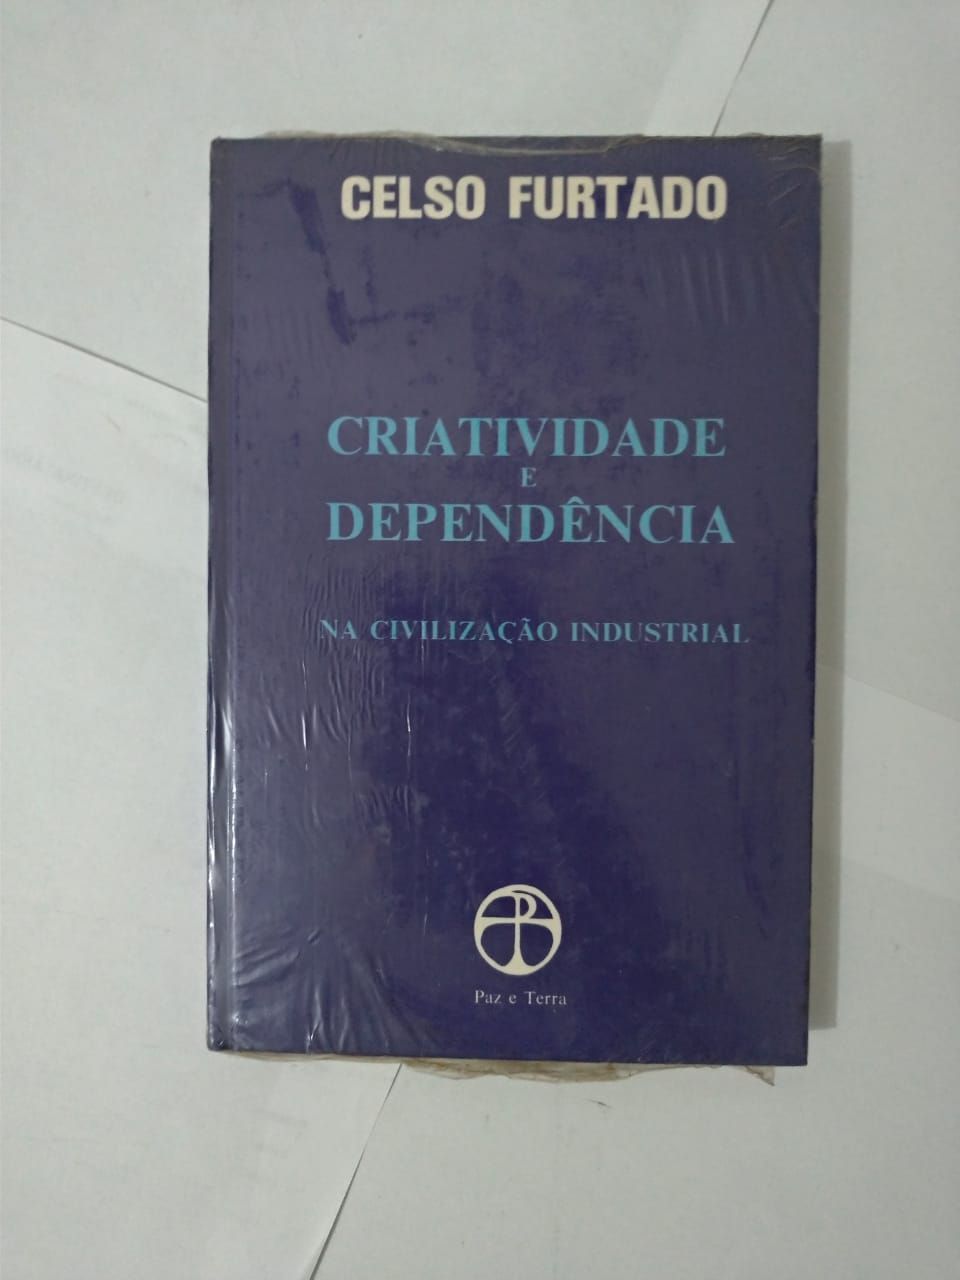 CELSO FURTADO
CRIATIVIDADE
E
DEPENDÊNCIA
NA CIVILIZAÇÃO INDUSTRIAL
Paz e Terra